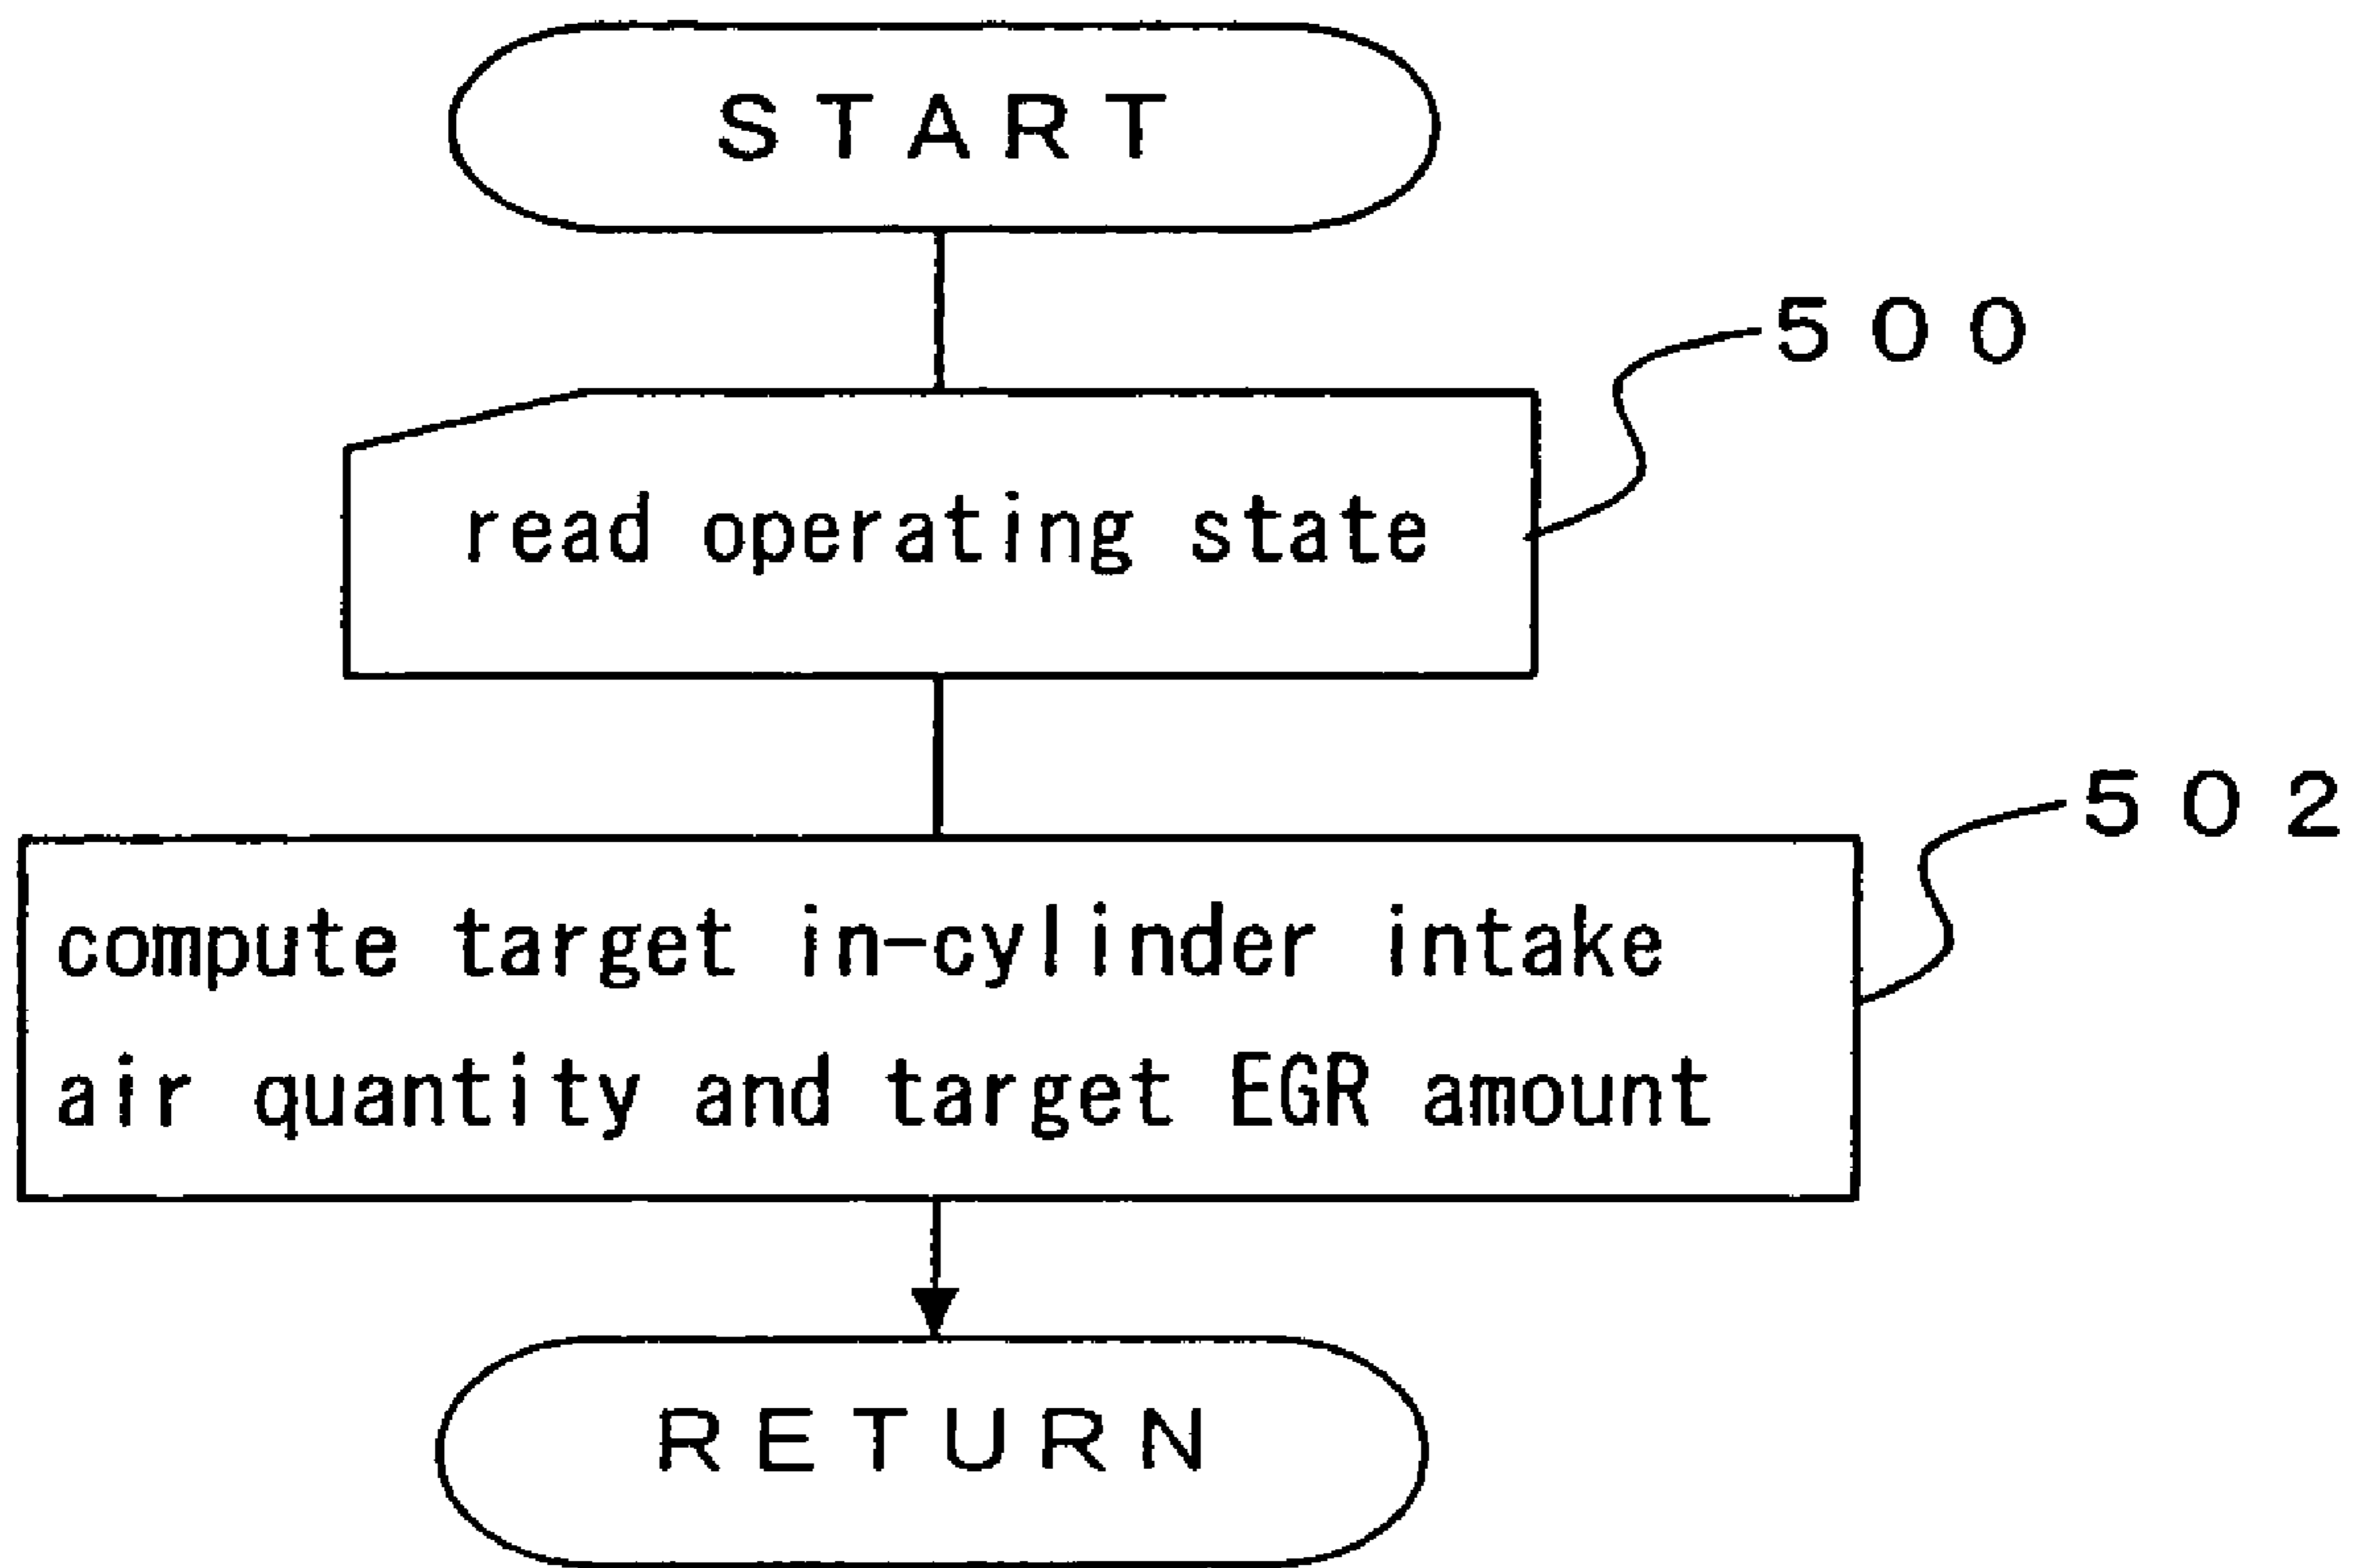 START
500
read operating state
502
compute target in-cylinder intake
air quantity and target EGR amount
RETURN